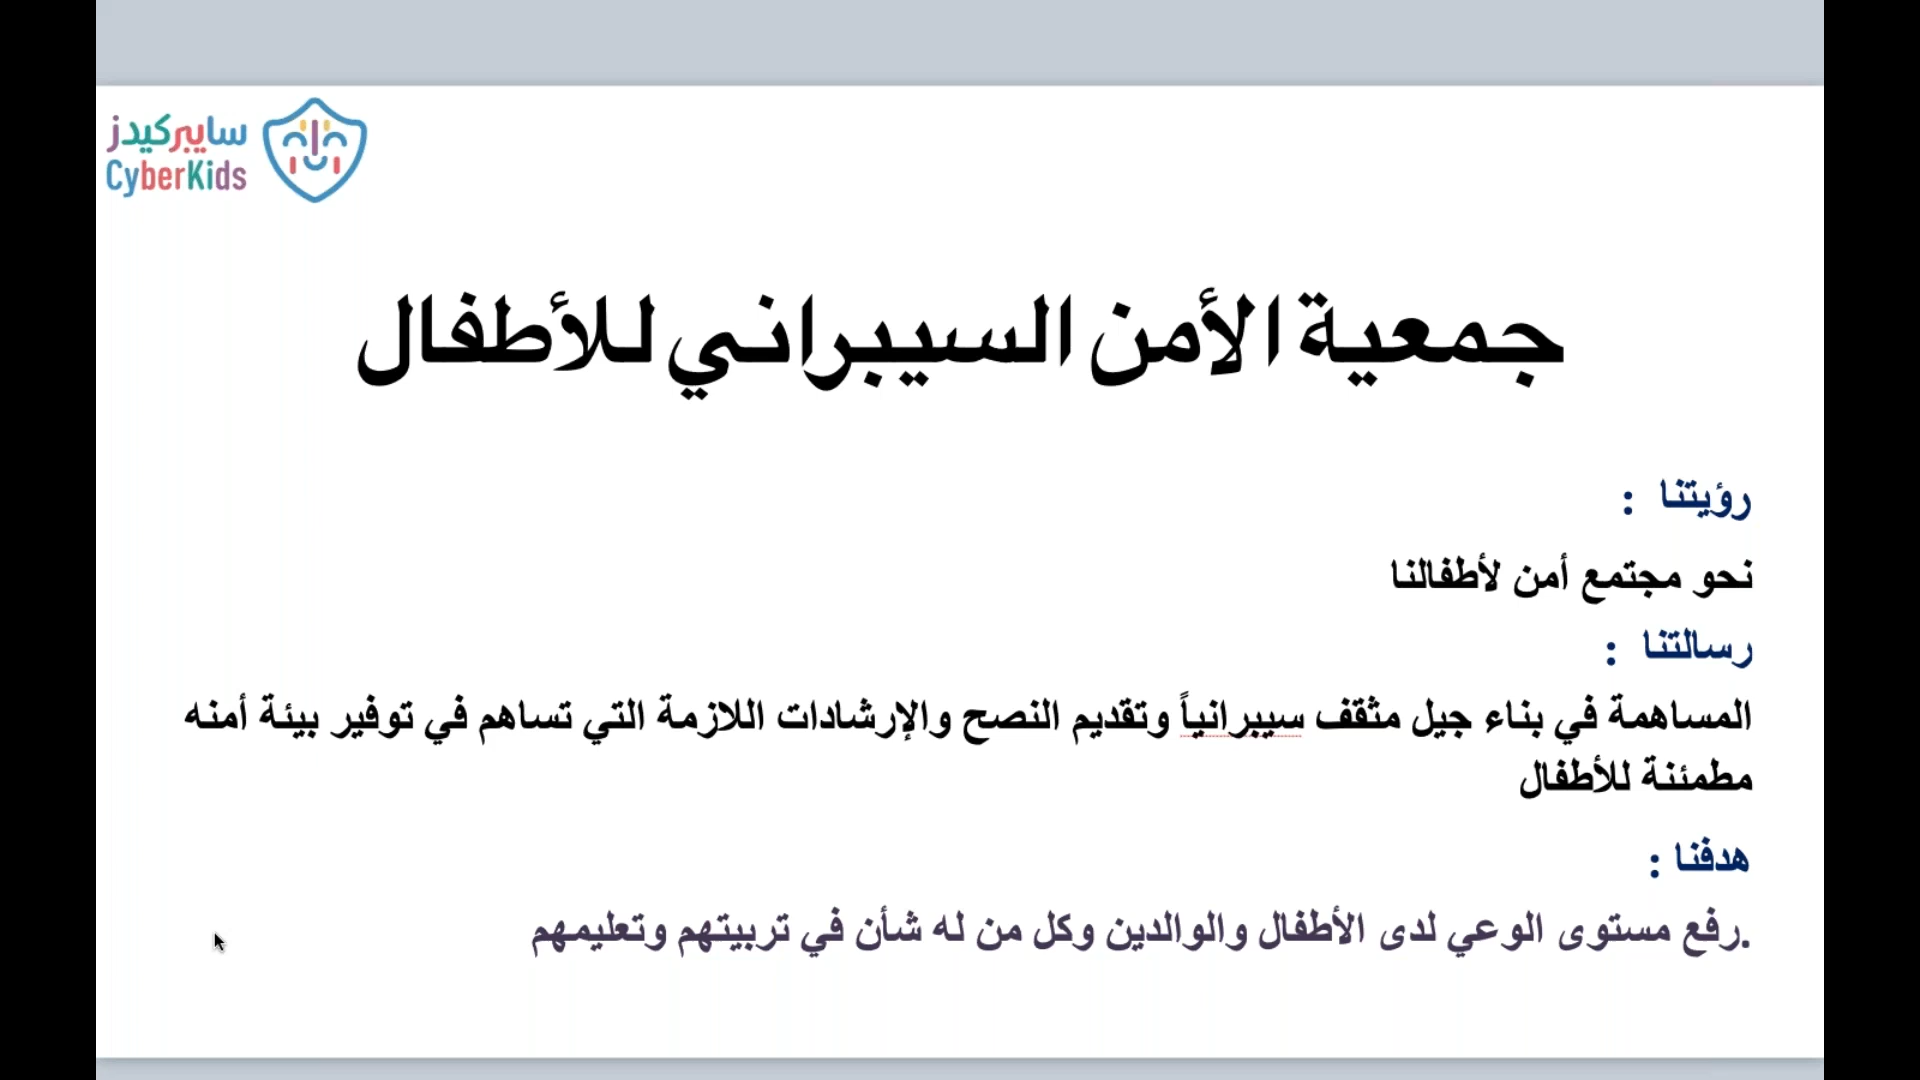 سايبركيدز
CyberKids
جمعية الأمن السيبراني للأطفال
رؤيتنا :
نحو مجتمع أمن لأطفالنا
رسالتنا :
المساهمة في بناء جيل مثقف سيبرانياً وتقديم النصح والإرشادات اللازمة التي تساهم في توفير بيئة أمنه
مطمئنة للأطفال
هدفنا :
.رفع مستوى الوعي لدى الأطفال والوالدين وكل من له شأن في تربيتهم وتعليمهم